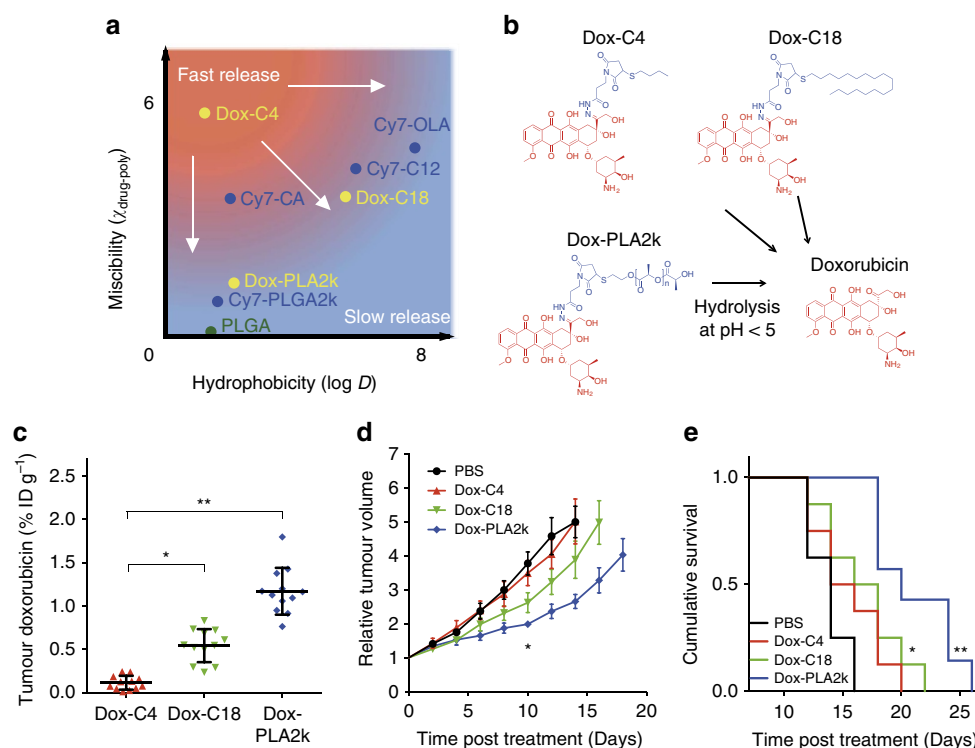 a
Miscibility (χdrug-poly)
6
0
8
Hydrophobicity (log D)
Fast release
Dox-C4
Cy7-OLA
Cy7-C12
Cy7-CA
Dox-C18
Dox-PLA2k
Cy7-PLGA2k
PLGA
Slow release
b
Dox-C4
Dox-C18
Dox-PLA2k
Doxorubicin
Hydrolysis
at pH < 5
c
Tumour doxorubicin (% ID g⁻¹)
2.5
2.0
1.5
1.0
0.5
0.0
**
*
Dox-C4
Dox-C18
Dox-
PLA2k
d
Relative tumour volume
7
6
5
4
3
2
1
0
PBS
Dox-C4
Dox-C18
Dox-PLA2k
*
0
5
10
15
20
Time post treatment (Days)
e
Cumulative survival
1.0
0.5
0.0
PBS
Dox-C4
Dox-C18
Dox-PLA2k
*
**
10
15
20
25
Time post treatment (Days)